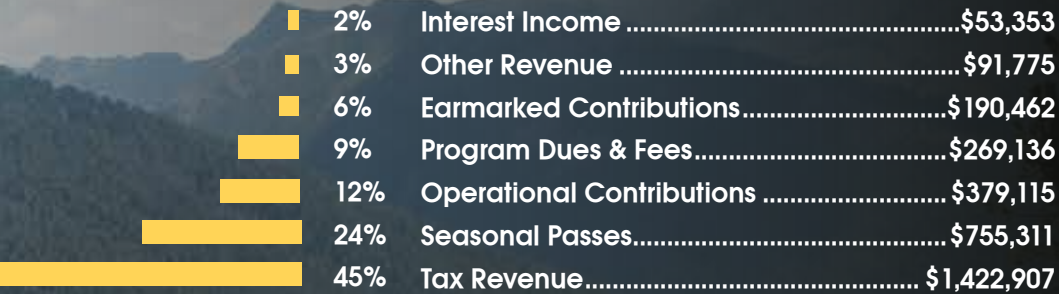 2% Interest Income ........................................$53,353
3% Other Revenue ......................................... $91,775
6% Earmarked Contributions.........................$190,462
9% Program Dues & Fees............................... $269,136
12% Operational Contributions ...................... $379,115
24% Seasonal Passes...................................... $755,311
45% Tax Revenue......................................... $1,422,907